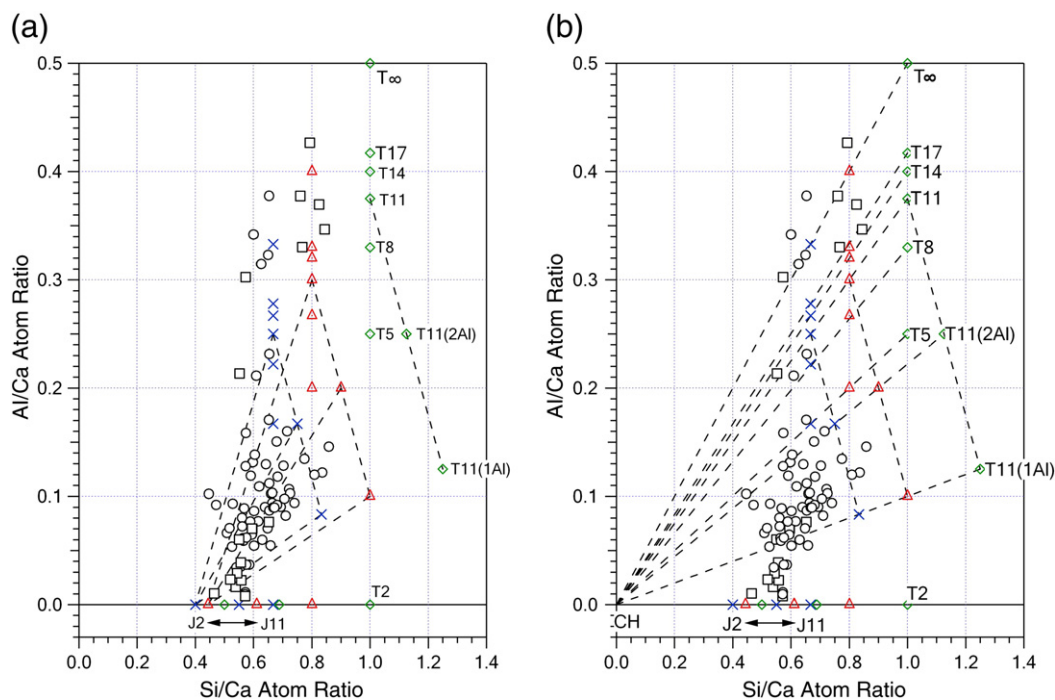 (a)
(b)
0.5
0.4
0.3
0.2
0.1
0.0
Al/Ca Atom Ratio
T∞
T17
T14
T11
T8
T5
T11(2Al)
T11(1Al)
T2
J2
J11
0.0 0.2 0.4 0.6 0.8 1.0 1.2 1.4
Si/Ca Atom Ratio
0.5
0.4
0.3
0.2
0.1
0.0
Al/Ca Atom Ratio
T∞
T17
T14
T11
T8
T5
T11(2Al)
T11(1Al)
T2
CH
J2
J11
0.0 0.2 0.4 0.6 0.8 1.0 1.2 1.4
Si/Ca Atom Ratio